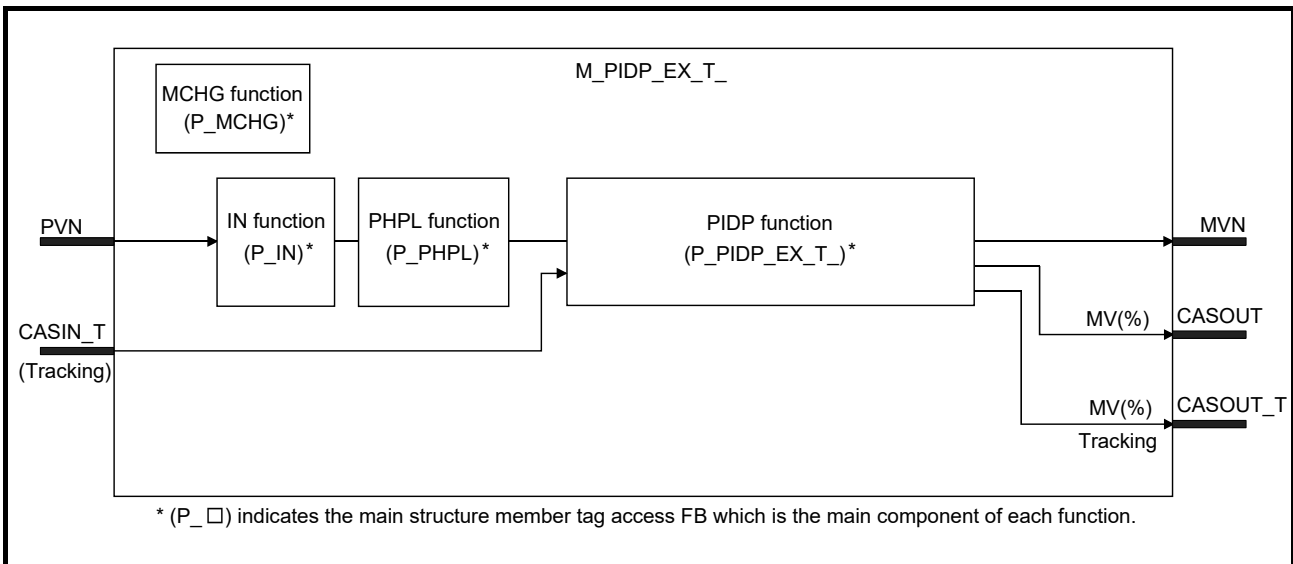 M_PIDP_EX_T_
MCHG function
(P_MCHG)*
IN function
(P_IN)*
PHPL function
(P_PHPL)*
PIDP function
(P_PIDP_EX_T_)*
PVN
MVN
CASIN_T
(Tracking)
MV(%)
CASOUT
MV(%)
CASOUT_T
Tracking
* (P_ □) indicates the main structure member tag access FB which is the main component of each function.